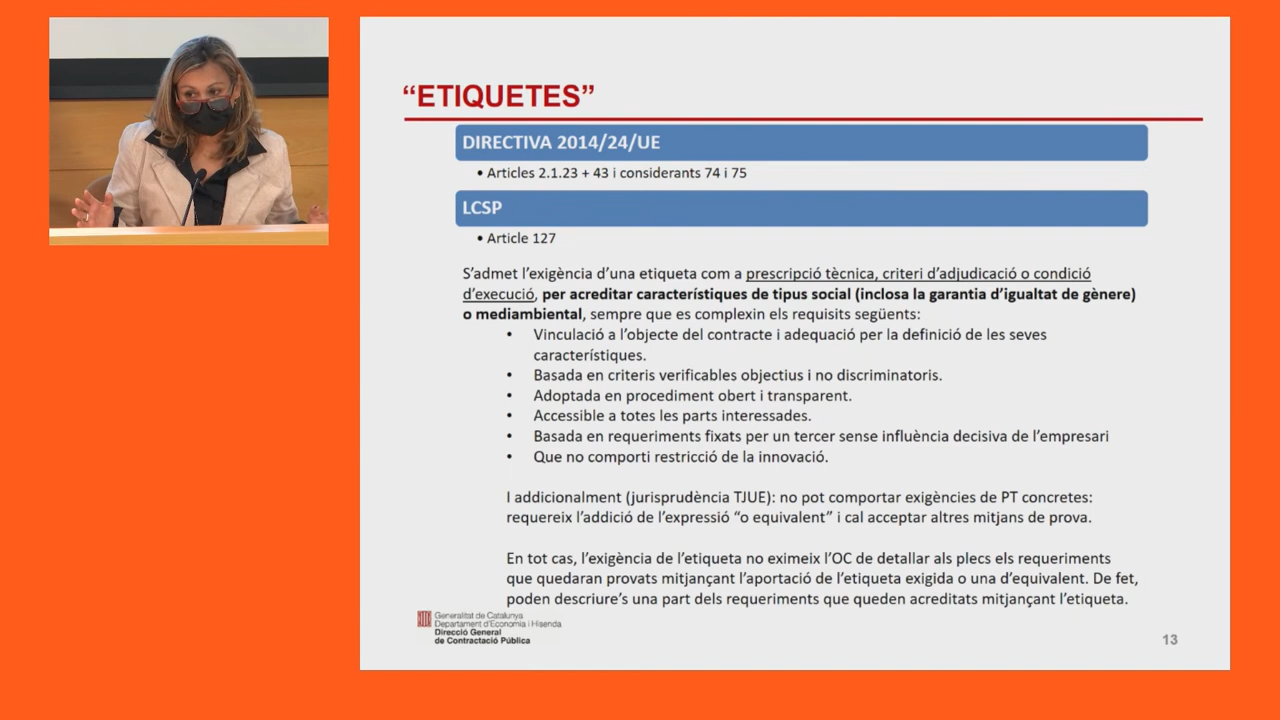 “ETIQUETES”
DIRECTIVA 2014/24/UE
• Articles 2.1.23 + 43 i considerants 74 i 75
LCSP
• Article 127
S’admet l’exigència d’una etiqueta com a prescripció tècnica, criteri d’adjudicació o condició
d’execució, per acreditar característiques de tipus social (inclosa la garantia d’igualtat de gènere)
o mediambiental, sempre que es complexin els requisits següents:
• Vinculació a l’objecte del contracte i adequació per la definició de les seves
característiques.
• Basada en criteris verificables objectius i no discriminatoris.
• Adoptada en procediment obert i transparent.
• Accessible a totes les parts interessades.
• Basada en requeriments fixats per un tercer sense influència decisiva de l’empresari
• Que no comporti restricció de la innovació.
I addicionalment (jurisprudència TJUE): no pot comportar exigències de PT concretes:
requereix l’addició de l’expressió “o equivalent” i cal acceptar altres mitjans de prova.
En tot cas, l’exigència de l’etiqueta no eximeix l’OC de detallar als plecs els requeriments
que quedaran provats mitjançant l’aportació de l’etiqueta exigida o una d’equivalent. De fet,
poden descriure’s una part dels requeriments que queden acreditats mitjançant l’etiqueta.
Generalitat de Catalunya
Departament d’Economia i Hisenda
Direcció General
de Contractació Pública
13